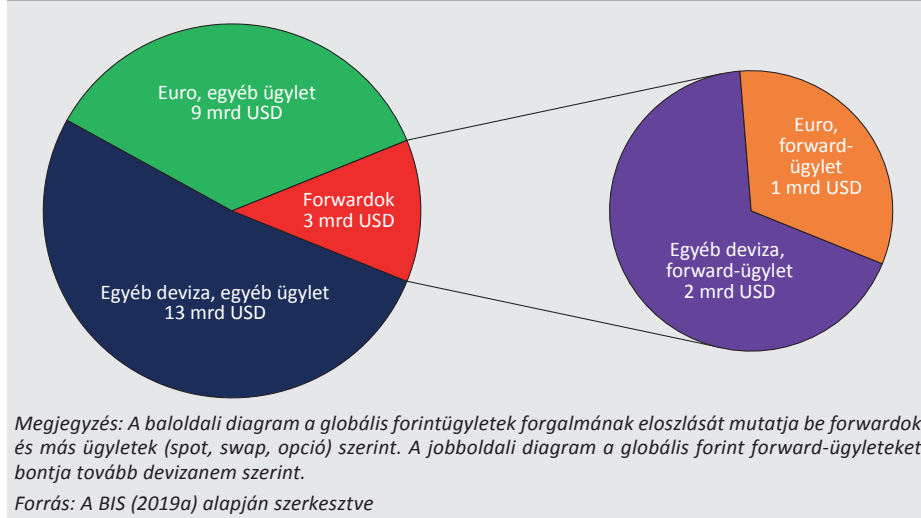 Euro, egyéb ügylet
9 mrd USD
Forwardok
3 mrd USD
Egyéb deviza, egyéb ügylet
13 mrd USD
Euro,
forward-
ügylet
1 mrd USD
Egyéb deviza,
forward-ügylet
2 mrd USD
Megjegyzés: A baloldali diagram a globális forintügyletek forgalmának eloszlását mutatja be forwardok
és más ügyletek (spot, swap, opció) szerint. A jobboldali diagram a globális forint forward-ügyleteket
bontja tovább devizanem szerint.
Forrás: A BIS (2019a) alapján szerkesztve